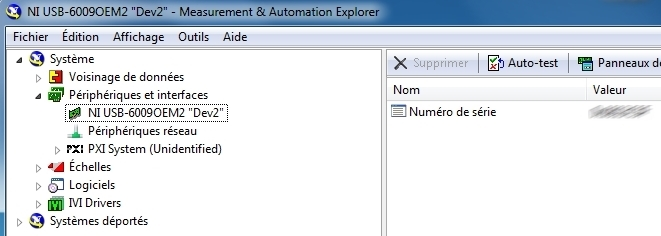 NI USB-6009OEM2 "Dev2" - Measurement & Automation Explorer
Fichier Édition Affichage Outils Aide
Système
Voisinage de données
Périphériques et interfaces
NI USB-6009OEM2 "Dev2"
Périphériques réseau
PXI System (Unidentified)
Échelles
Logiciels
IVI Drivers
Systèmes déportés
Supprimer Auto-test Panneaux de
Nom Valeur
Numéro de série